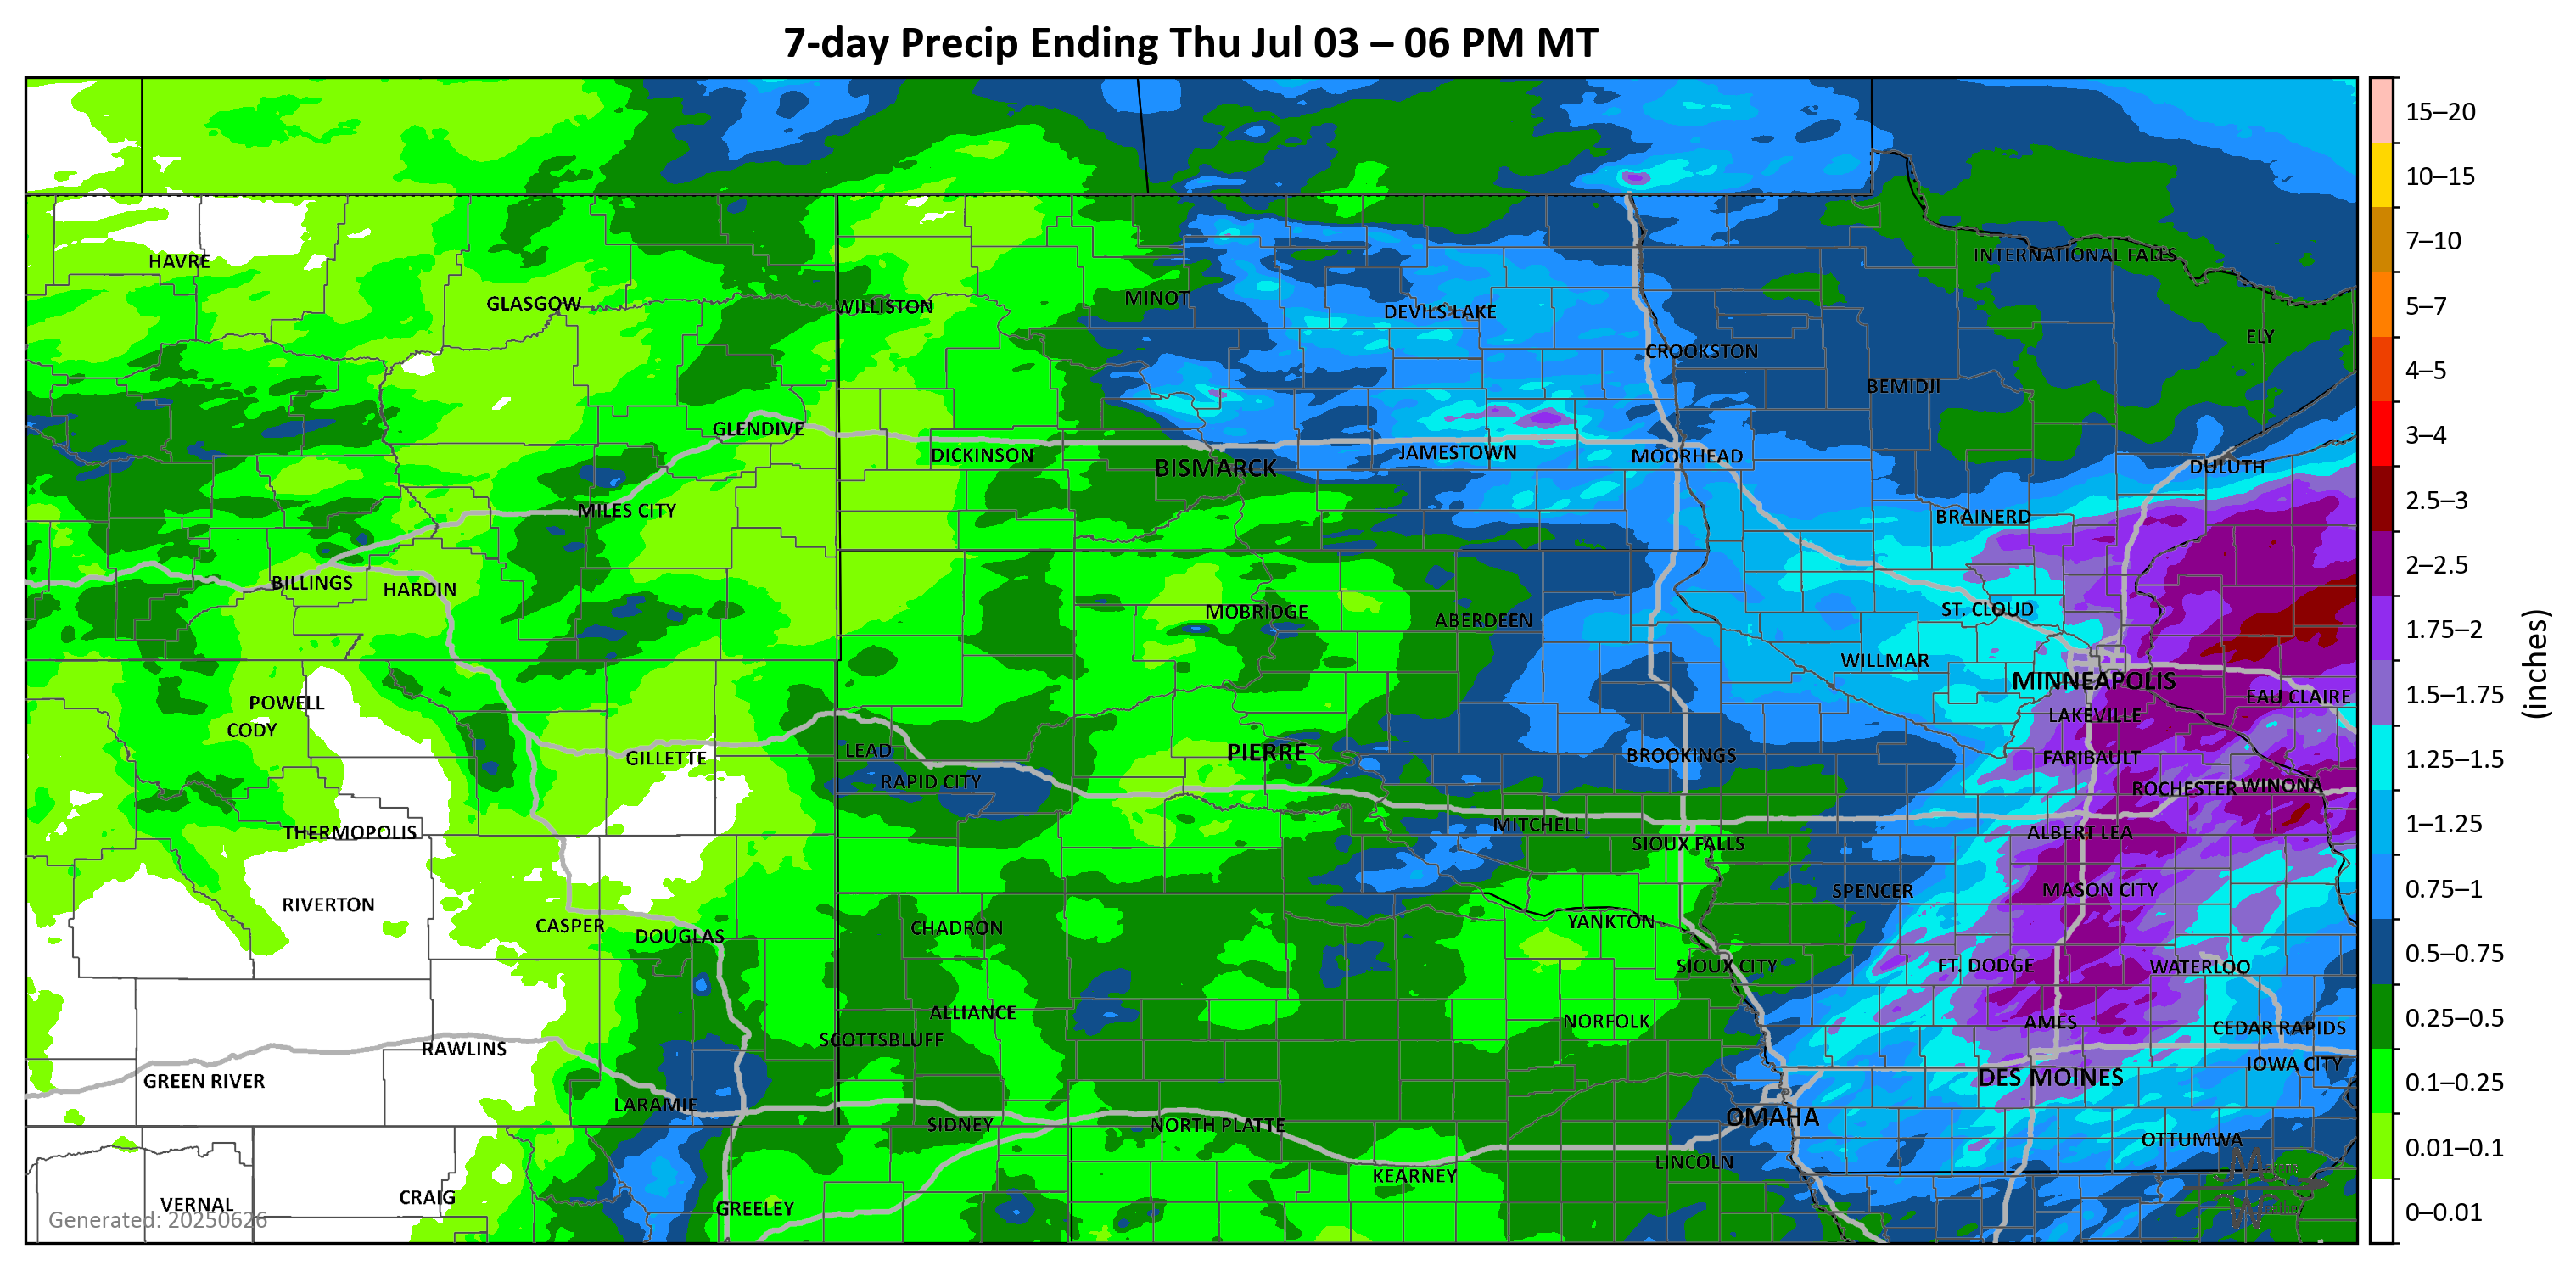 7-day Precip Ending Thu Jul 03 – 06 PM MT
15–20
10–15
7–10
5–7
4–5
3–4
2.5–3
2–2.5
1.75–2
1.5–1.75
1.25–1.5
1–1.25
0.75–1
0.5–0.75
0.25–0.5
0.1–0.25
0.01–0.1
0–0.01
(inches)
HAVRE
INTERNATIONAL FALLS
GLASGOW
WILLISTON
MINOT
DEVILS LAKE
ELY
CROOKSTON
BEMIDJI
GLENDIVE
DICKINSON
BISMARCK
JAMESTOWN
MOORHEAD
DULUTH
MILES CITY
BRAINERD
BILLINGS
HARDIN
MOBRIDGE
ABERDEEN
ST. CLOUD
WILLMAR
MINNEAPOLIS
EAU CLAIRE
POWELL
CODY
LAKEVILLE
GILLETTE
LEAD
PIERRE
BROOKINGS
FARIBAULT
RAPID CITY
ROCHESTER
WINONA
THERMOPOLIS
MITCHELL
ALBERT LEA
SIOUX FALLS
RIVERTON
SPENCER
MASON CITY
CASPER
DOUGLAS
CHADRON
YANKTON
SIOUX CITY
FT. DODGE
WATERLOO
ALLIANCE
NORFOLK
AMES
CEDAR RAPIDS
RAWLINS
SCOTTSBLUFF
IOWA CITY
GREEN RIVER
DES MOINES
LARAMIE
SIDNEY
NORTH PLATTE
OMAHA
OTTUMWA
LINCOLN
KEARNEY
VERNAL
CRAIG
GREELEY
Generated: 20250626